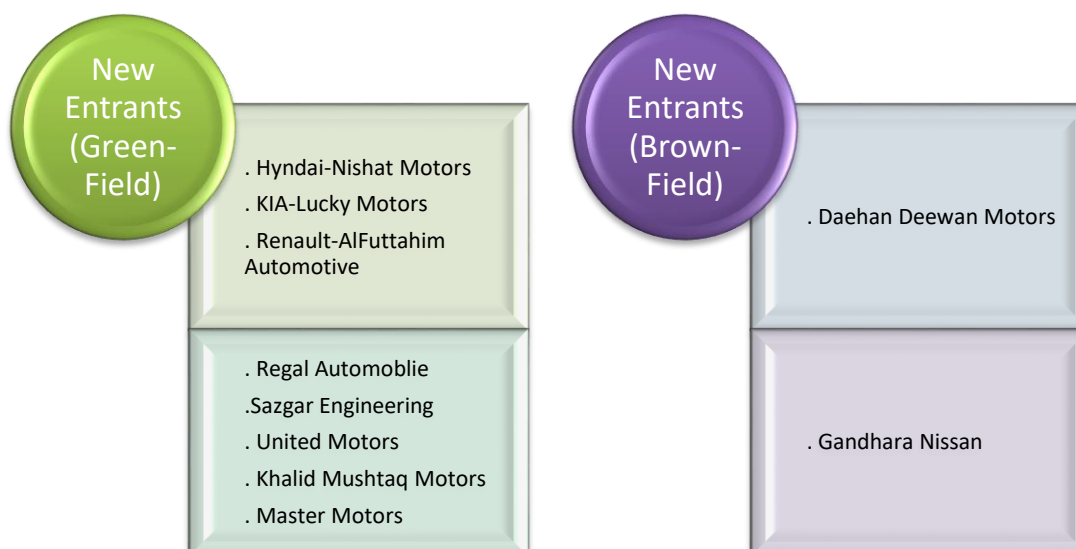 New
Entrants
(Green-
Field)
. Hyndai-Nishat Motors
. KIA-Lucky Motors
. Renault-AlFuttahim
Automotive
. Regal Automoblie
.Sazgar Engineering
. United Motors
. Khalid Mushtaq Motors
. Master Motors
New
Entrants
(Brown-
Field)
. Daehan Deewan Motors
. Gandhara Nissan